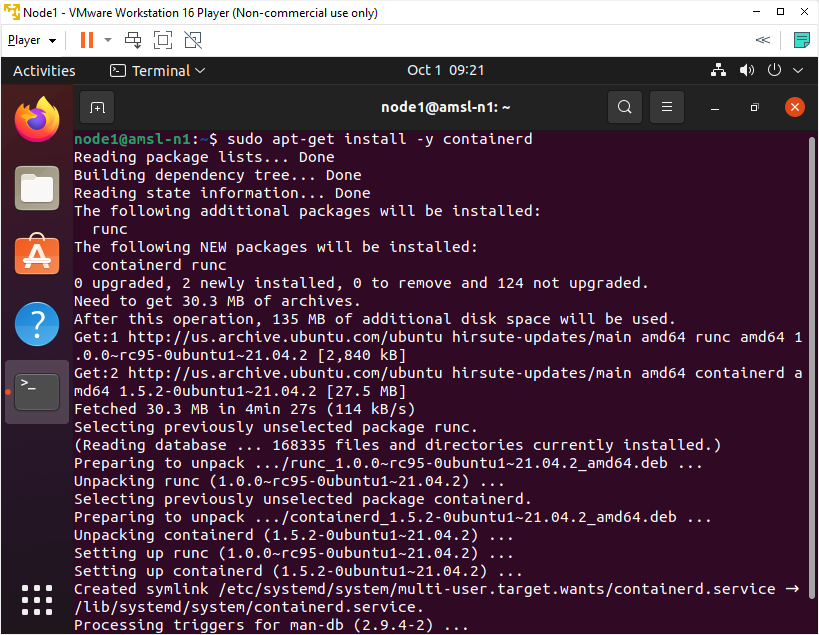 Node1 - VMware Workstation 16 Player (Non-commercial use only)
Player
Activities
Terminal
Oct 1 09:21
node1@amsl-n1: ~
node1@amsl-n1:~$ sudo apt-get install -y containerd
Reading package lists... Done
Building dependency tree... Done
Reading state information... Done
The following additional packages will be installed:
runc
The following NEW packages will be installed:
containerd runc
0 upgraded, 2 newly installed, 0 to remove and 124 not upgraded.
Need to get 30.3 MB of archives.
After this operation, 135 MB of additional disk space will be used.
Get:1 http://us.archive.ubuntu.com/ubuntu hirsute-updates/main amd64 runc amd64 1
.0.0~rc95-0ubuntu1~21.04.2 [2,840 kB]
Get:2 http://us.archive.ubuntu.com/ubuntu hirsute-updates/main amd64 containerd a
md64 1.5.2-0ubuntu1~21.04.2 [27.5 MB]
Fetched 30.3 MB in 4min 27s (114 kB/s)
Selecting previously unselected package runc.
(Reading database ... 168335 files and directories currently installed.)
Preparing to unpack .../runc_1.0.0~rc95-0ubuntu1~21.04.2_amd64.deb ...
Unpacking runc (1.0.0~rc95-0ubuntu1~21.04.2) ...
Selecting previously unselected package containerd.
Preparing to unpack .../containerd_1.5.2-0ubuntu1~21.04.2_amd64.deb ...
Unpacking containerd (1.5.2-0ubuntu1~21.04.2) ...
Setting up runc (1.0.0~rc95-0ubuntu1~21.04.2) ...
Setting up containerd (1.5.2-0ubuntu1~21.04.2) ...
Created symlink /etc/systemd/system/multi-user.target.wants/containerd.service →
/lib/systemd/system/containerd.service.
Processing triggers for man-db (2.9.4-2) ...